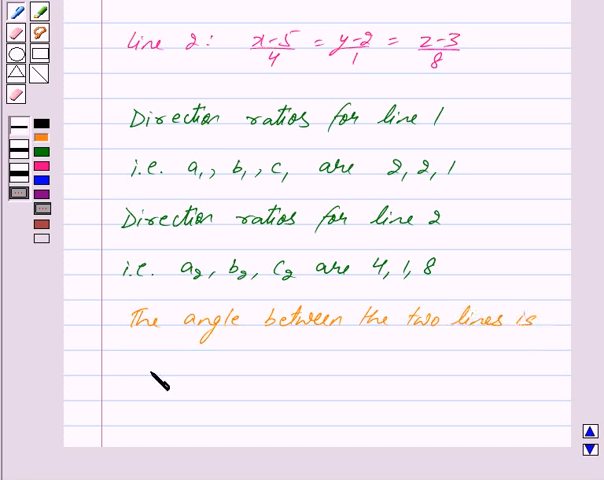 Line 2: x-5/4 = y-2/1 = z-3/8
Direction ratios for line 1
i.e. a₁, b₁, c₁ are 2, 2, 1
Direction ratios for line 2
i.e. a₂, b₂, c₂ are 4, 1, 8
The angle between the two lines is